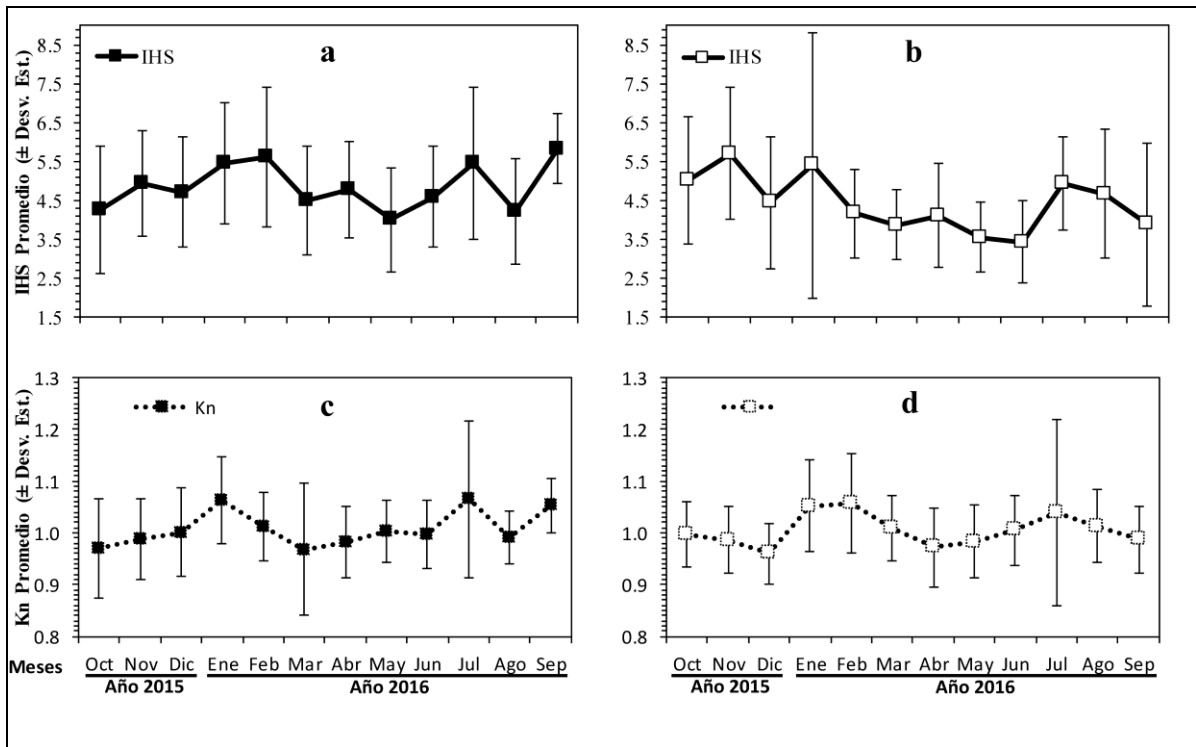 IHS Promedio (± Desv. Est.)
8.5
7.5
6.5
5.5
4.5
3.5
2.5
1.5
IHS
a
8.5
7.5
6.5
5.5
4.5
3.5
2.5
1.5
IHS
b
Kn Promedio (± Desv. Est.)
1.3
1.2
1.1
1.0
0.9
0.8
Kn
c
1.3
1.2
1.1
1.0
0.9
0.8
d
Meses
Oct Nov Dic Ene Feb Mar Abr May Jun Jul Ago Sep
Año 2015 Año 2016
Oct Nov Dic Ene Feb Mar Abr May Jun Jul Ago Sep
Año 2015 Año 2016